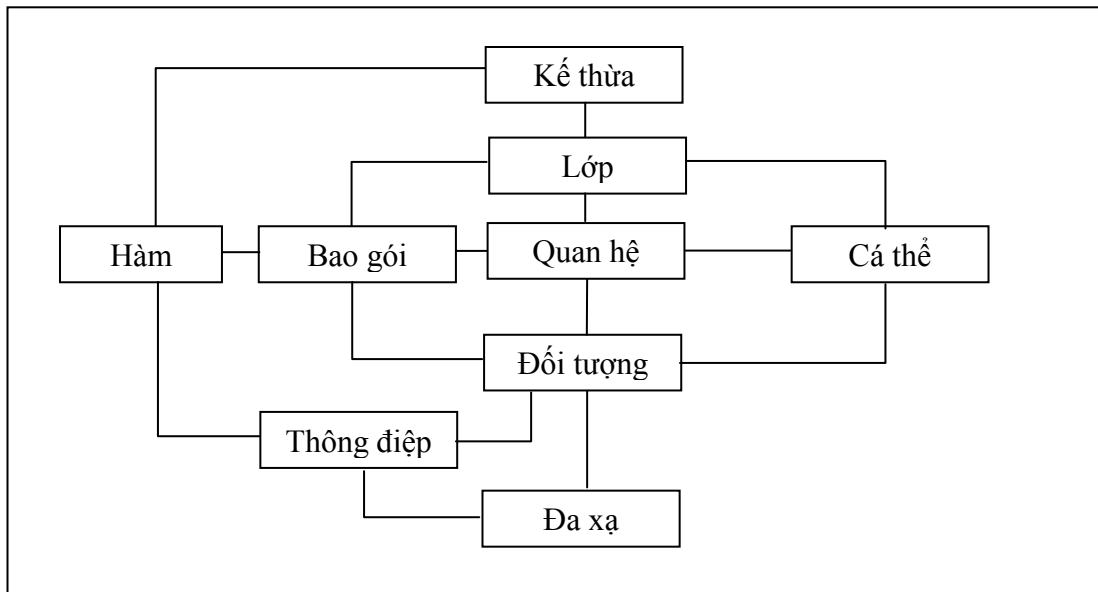 Kế thừa
Lớp
Hàm
Bao gói
Quan hệ
Cá thể
Đối tượng
Thông điệp
Đa xạ